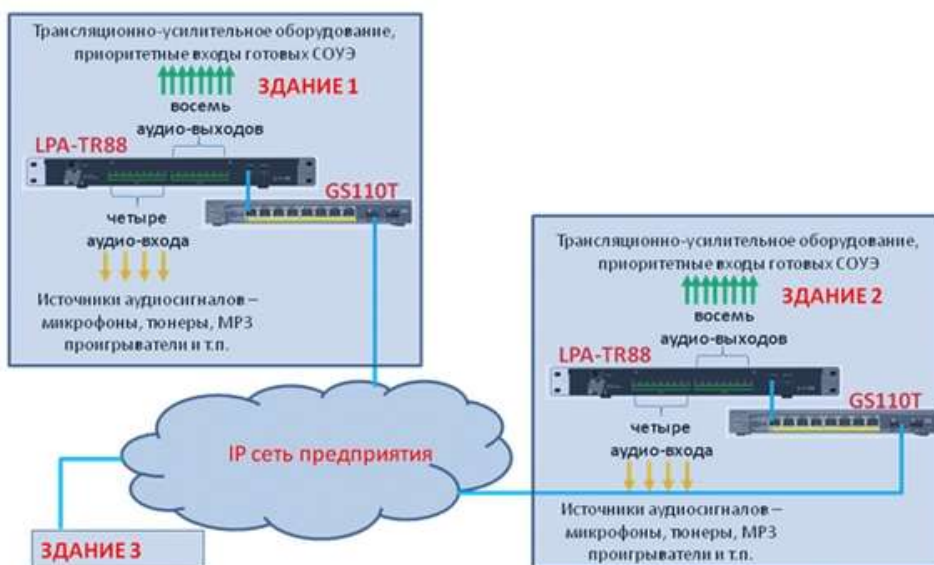 Трансляционно-усилительное оборудование,
приоритетные входы готовых СОУЭ
ЗДАНИЕ 1
восемь
аудио-выходов
LPA-TR88
GS110T
четыре
аудио-входа
Источники аудиосигналов –
микрофоны, тюнеры, МР3
проигрыватели и т.п.
Трансляционно-усилительное оборудование,
приоритетные входы готовых СОУЭ
ЗДАНИЕ 2
восемь
аудио-выходов
LPA-TR88
GS110T
четыре
аудио-входа
Источники аудиосигналов –
микрофоны, тюнеры, МР3
проигрыватели и т.п.
IP сеть предприятия
ЗДАНИЕ 3